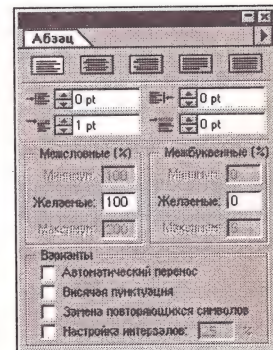 Абзац
0 pt 0 pt
1 pt 0 pt
Межсловные (%) Межбуквенные (%)
Минимум: 100 Минимум: 0
Желаемые: 100 Желаемые: 0
Максимум: 200 Максимум:
Варианты
Автоматический перенос
Висячая пунктуация
Замена повторяющихся символов
Настройка интервалов: %